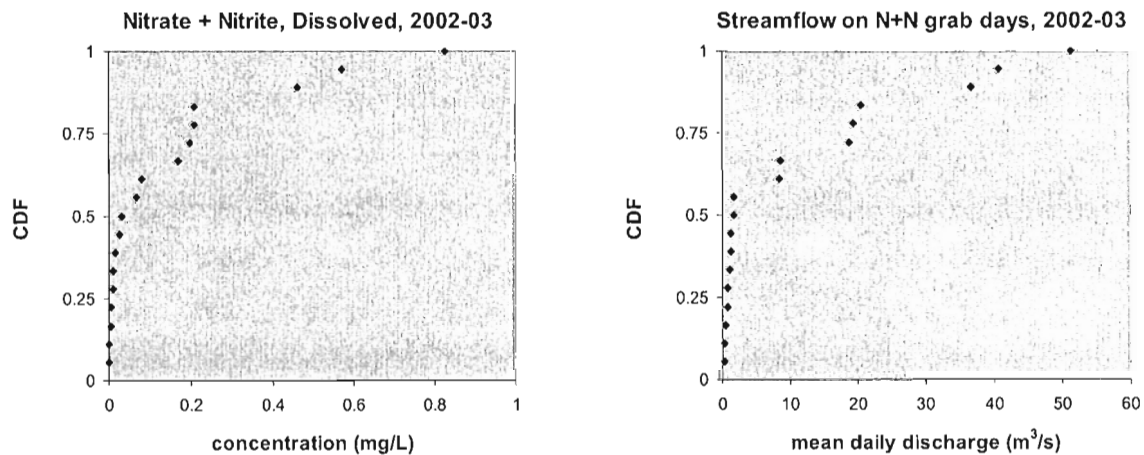 Nitrate + Nitrite, Dissolved, 2002-03
1
0.75
0.5
0.25
0
CDF
0 0.2 0.4 0.6 0.8 1
concentration (mg/L)
Streamflow on N+N grab days, 2002-03
1
0.75
0.5
0.25
0
CDF
0 10 20 30 40 50 60
mean daily discharge (m³/s)